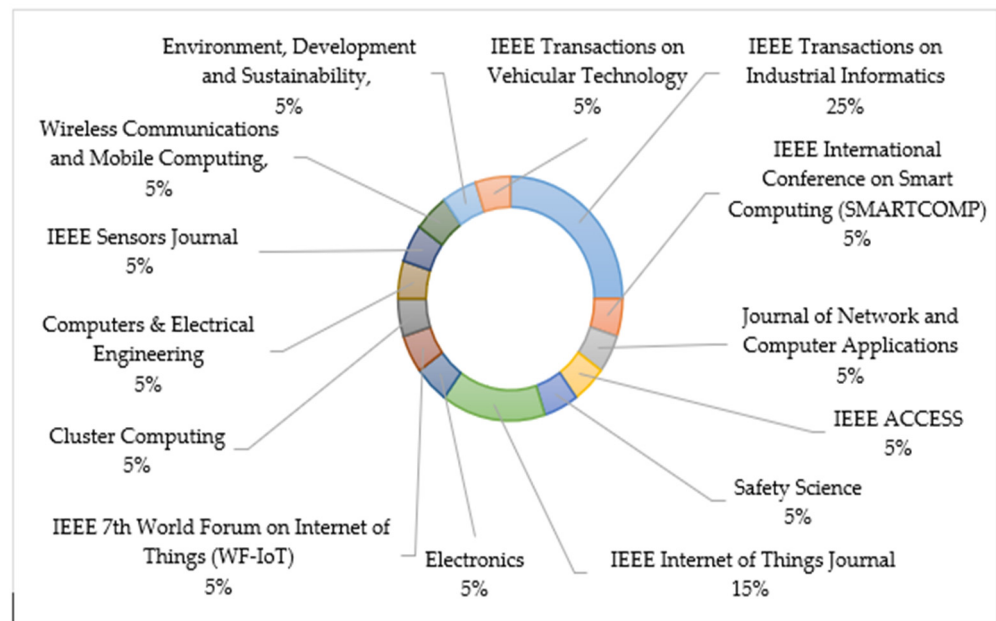 Environment, Development
and Sustainability,
5%
IEEE Transactions on
Vehicular Technology
5%
IEEE Transactions on
Industrial Informatics
25%
Wireless Communications
and Mobile Computing,
5%
IEEE International
Conference on Smart
Computing (SMARTCOMP)
5%
IEEE Sensors Journal
5%
Computers & Electrical
Engineering
5%
Journal of Network and
Computer Applications
5%
IEEE ACCESS
5%
Cluster Computing
5%
Safety Science
5%
IEEE 7th World Forum on Internet of
Things (WF-IoT)
5%
Electronics
5%
IEEE Internet of Things Journal
15%